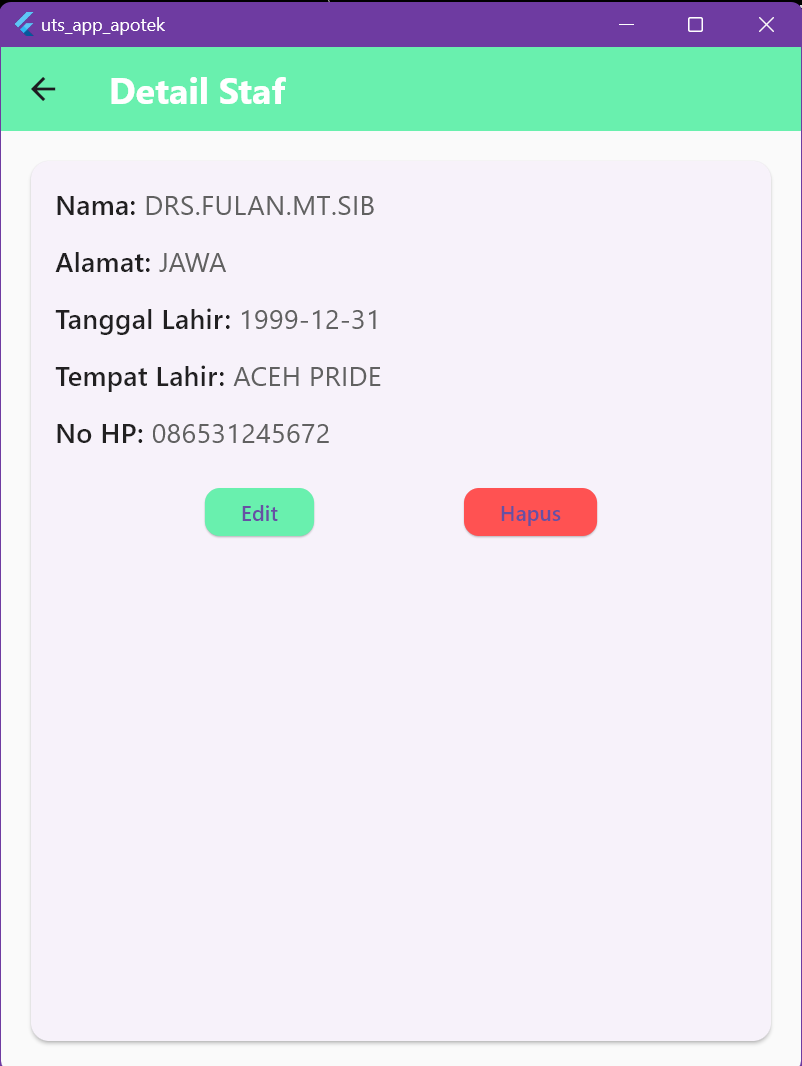 uts_app_apotek
Detail Staf
Nama: DRS.FULAN.MT.SIB
Alamat: JAWA
Tanggal Lahir: 1999-12-31
Tempat Lahir: ACEH PRIDE
No HP: 086531245672
Edit
Hapus